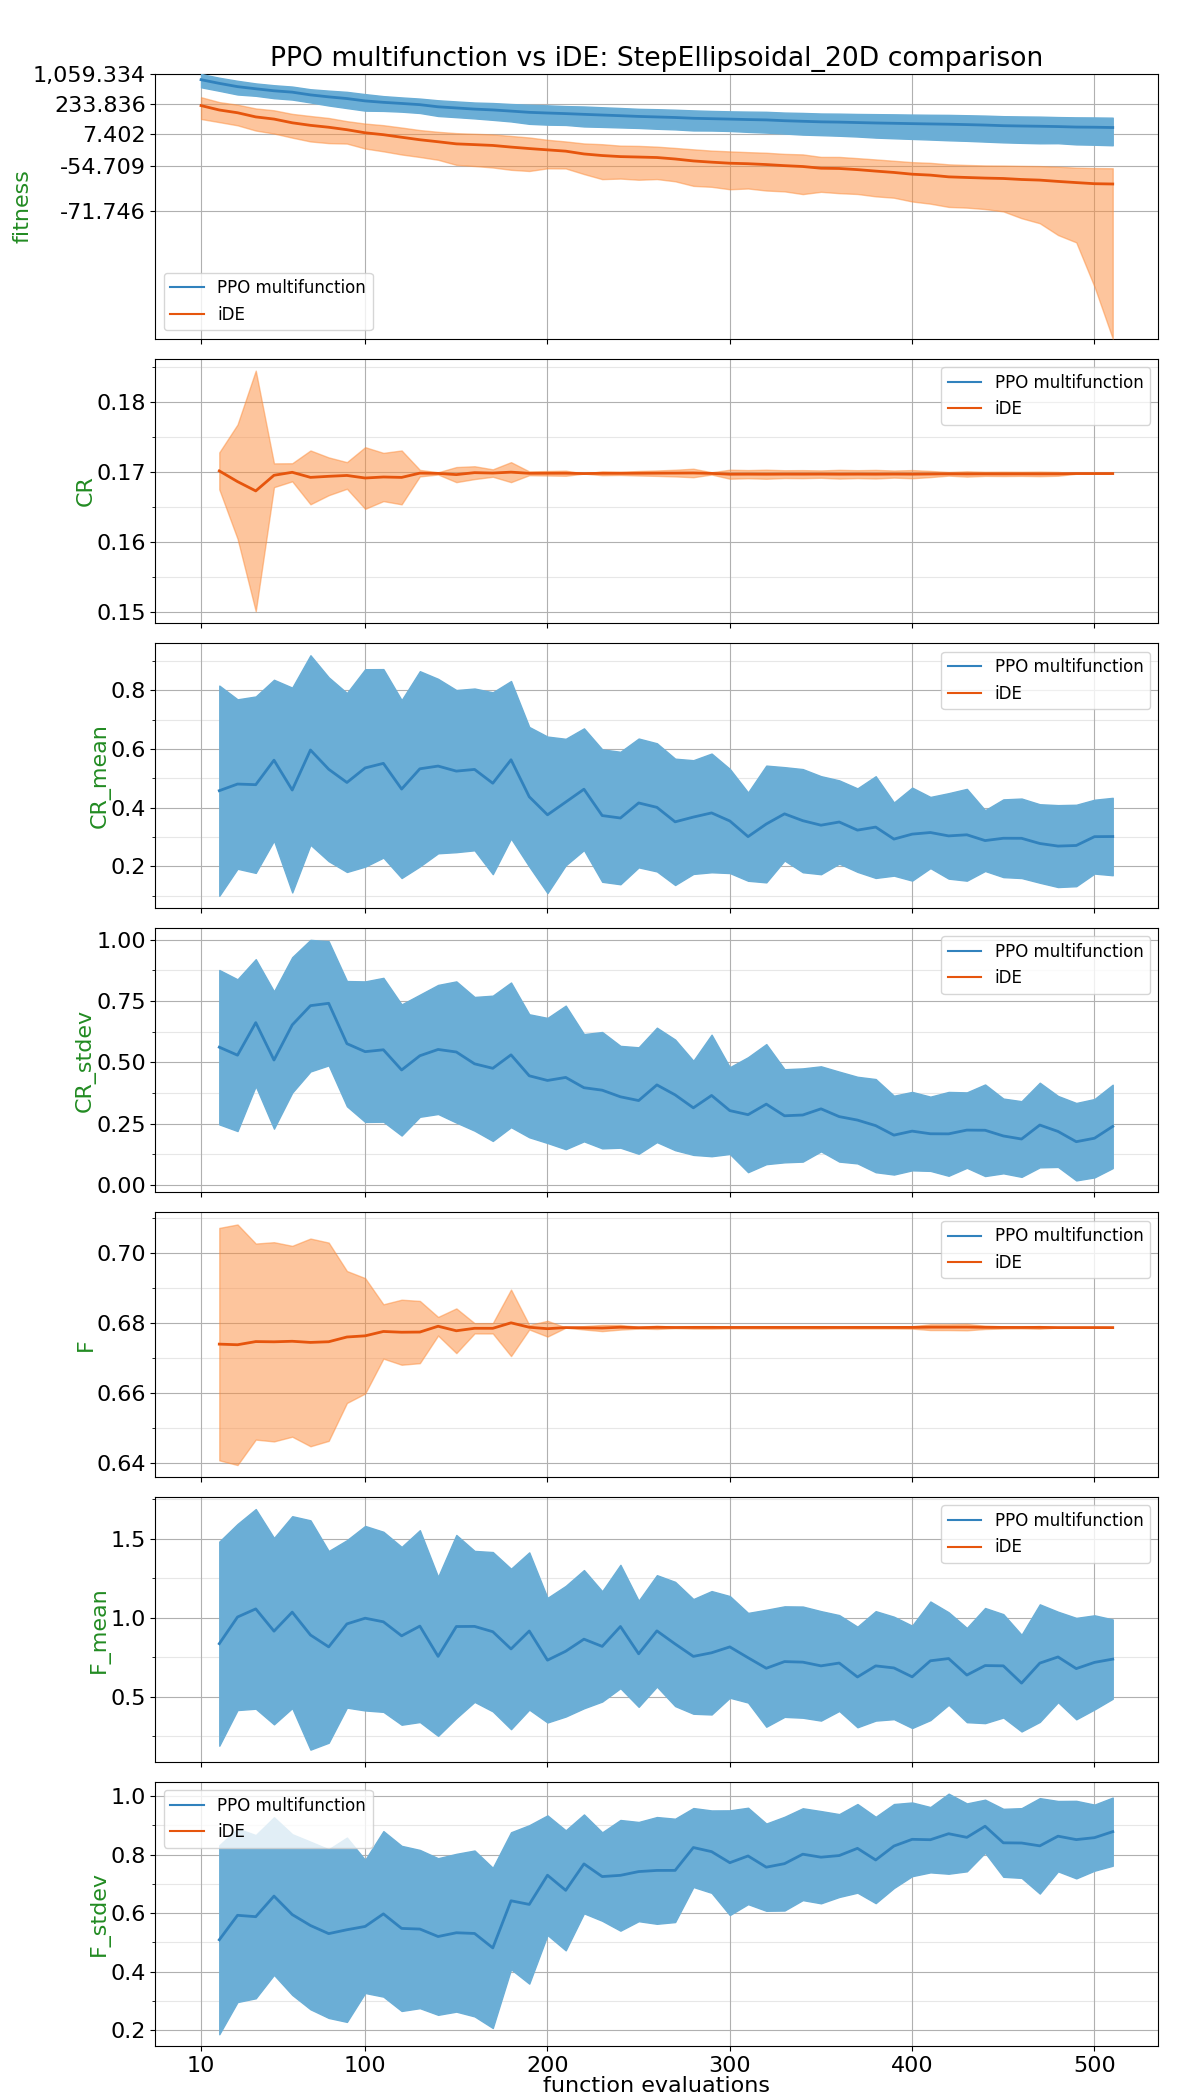 PPO multifunction vs iDE: StepEllipsoidal_20D comparison
1,059.334
233.836
7.402
-54.709
-71.746
fitness
PPO multifunction
iDE
0.18
0.17
0.16
0.15
CR
PPO multifunction
iDE
0.8
0.6
0.4
0.2
CR_mean
PPO multifunction
iDE
1.00
0.75
0.50
0.25
0.00
CR_stdev
PPO multifunction
iDE
0.70
0.68
0.66
0.64
F
PPO multifunction
iDE
1.5
1.0
0.5
F_mean
PPO multifunction
iDE
1.0
0.8
0.6
0.4
0.2
F_stdev
PPO multifunction
iDE
10 100 200 300 400 500
function evaluations